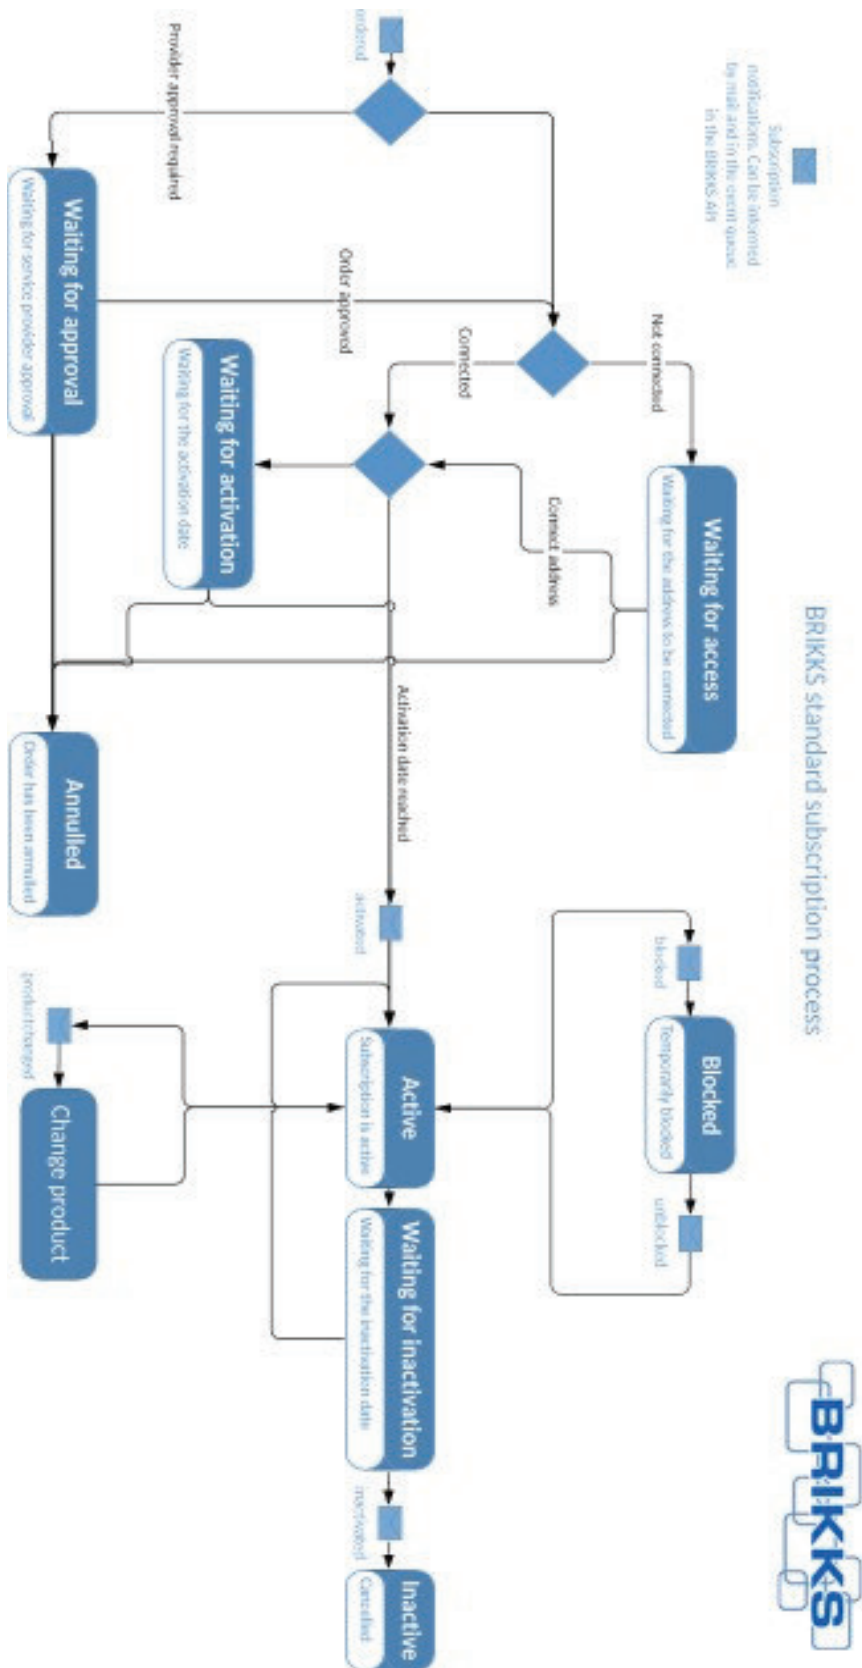 BRIKKS standard subscription process
BRIKKS
Subscription
notifications. Can be informed
by mail and in the event queue
in the BRIKKS API
ordered
Provider approval required
Waiting for approval
Waiting for service provider approval
Order approved
Not connected
Connected
Waiting for access
Waiting for the address to be connected
Connect address
Waiting for activation
Waiting for the activation date
Annulled
Order has been annulled
Activation date reached
activated
Active
Subscription is active
blocked
Blocked
Temporarily blocked
unblocked
productchanged
Change product
Waiting for inactivation
Waiting for the inactivation date
inactivated
Inactive
Cancelled